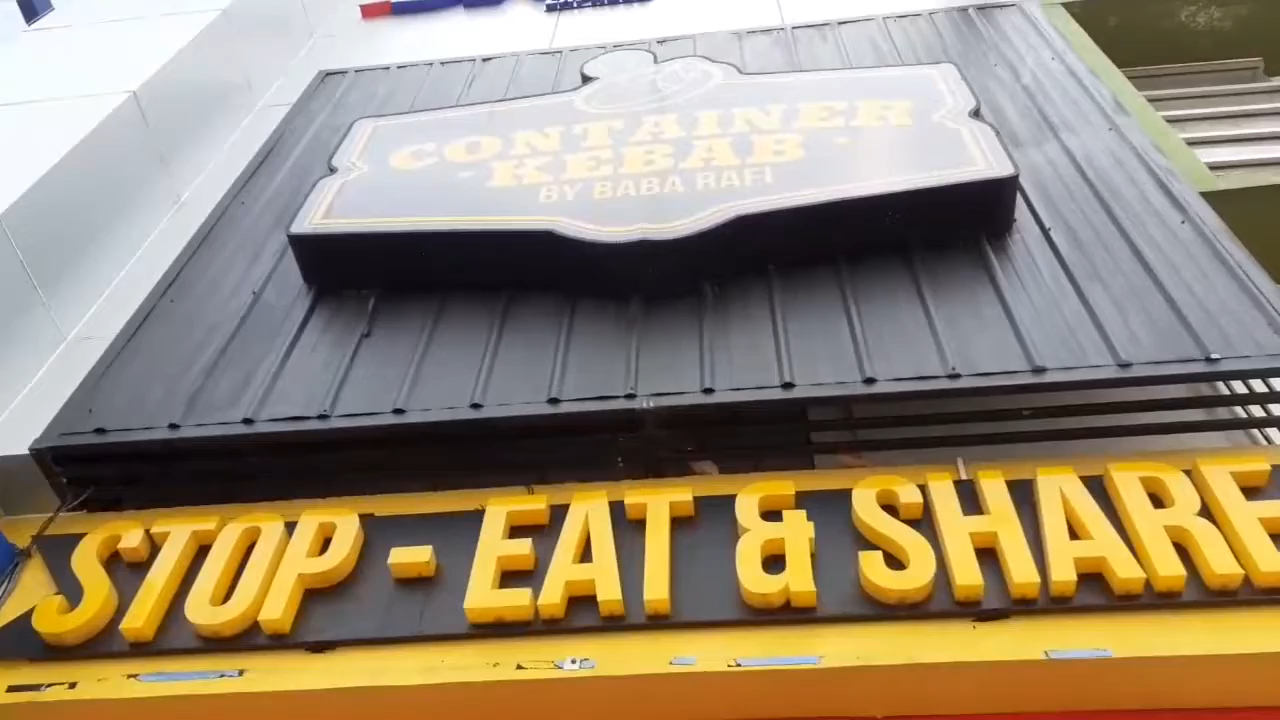 CONTAINER
- KEBAB -
BY BABA RAFI
STOP - EAT & SHARE